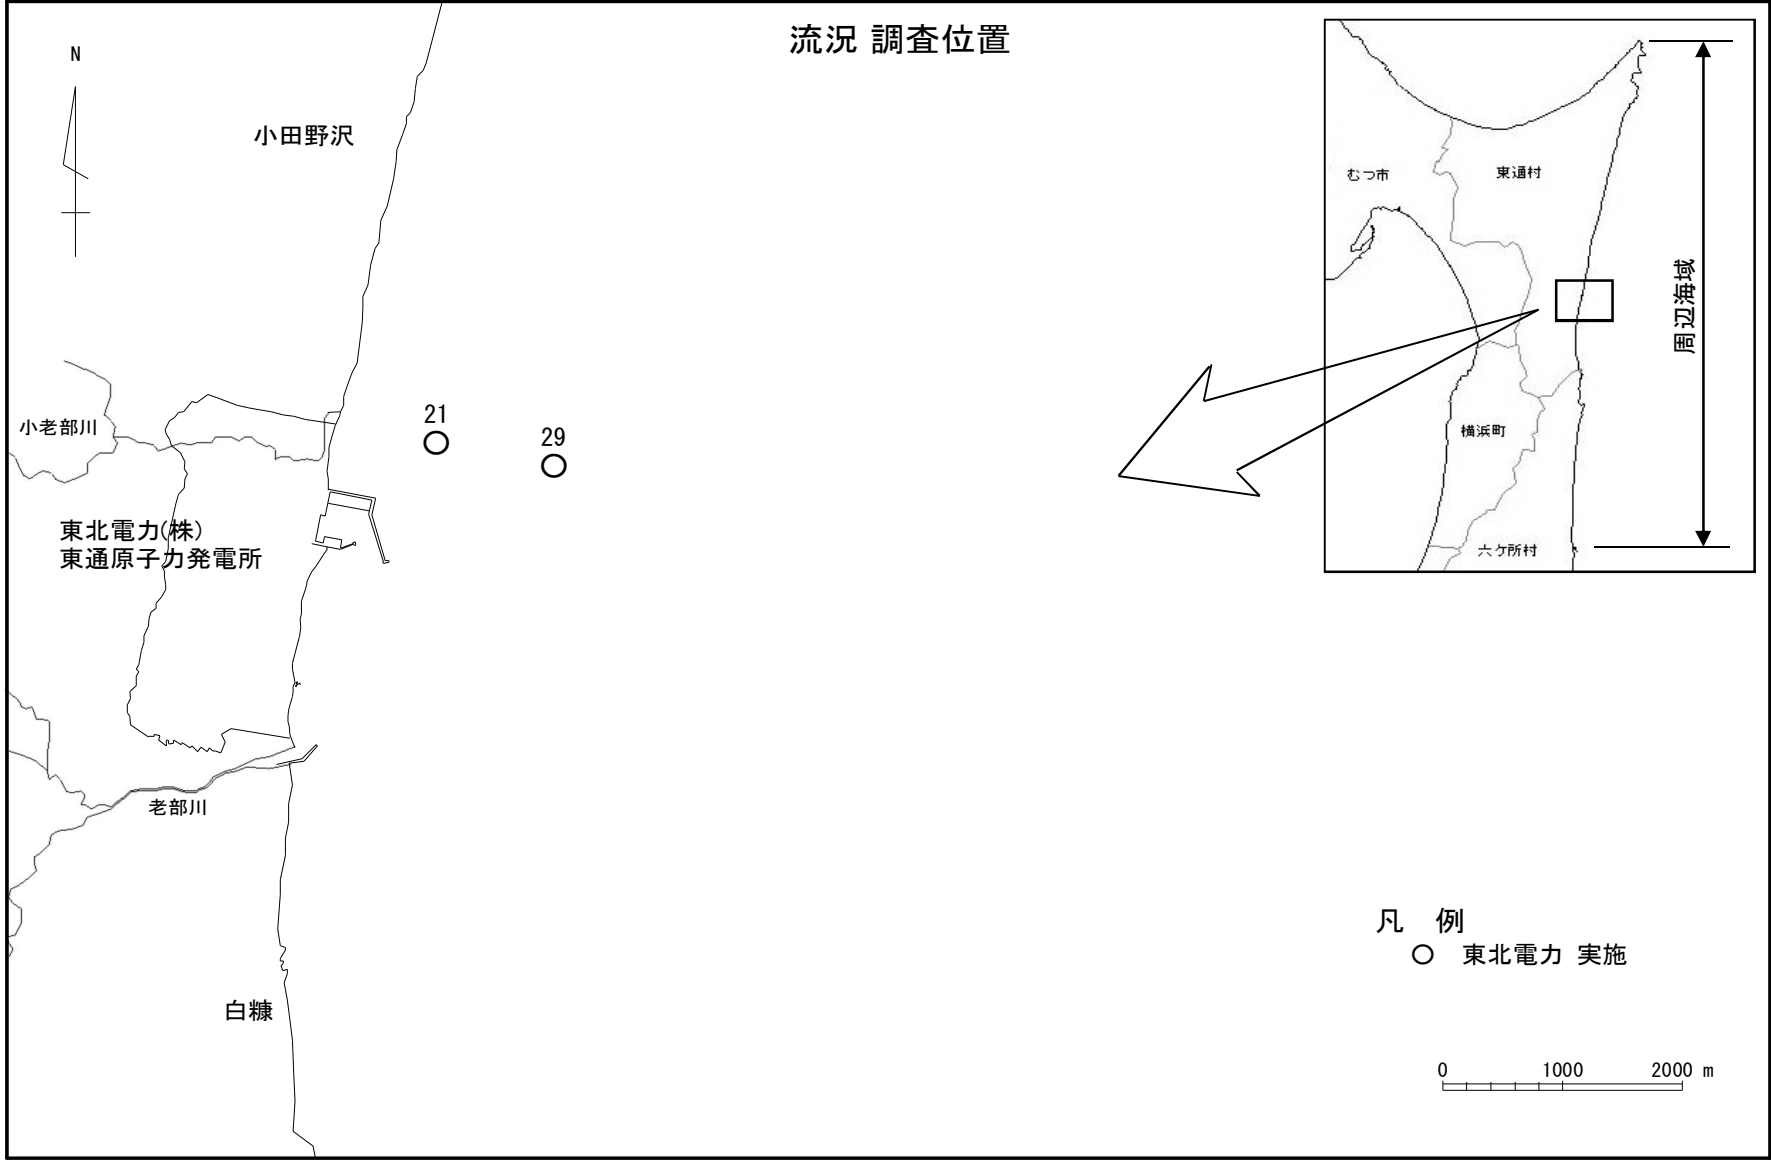 流況 調査位置
N
小田野沢
小老部川
21
29
東北電力(株)
東通原子力発電所
老部川
白糠
むつ市
東通村
横浜町
六ケ所村
周辺海域
凡 例
○ 東北電力 実施
0 1000 2000 m